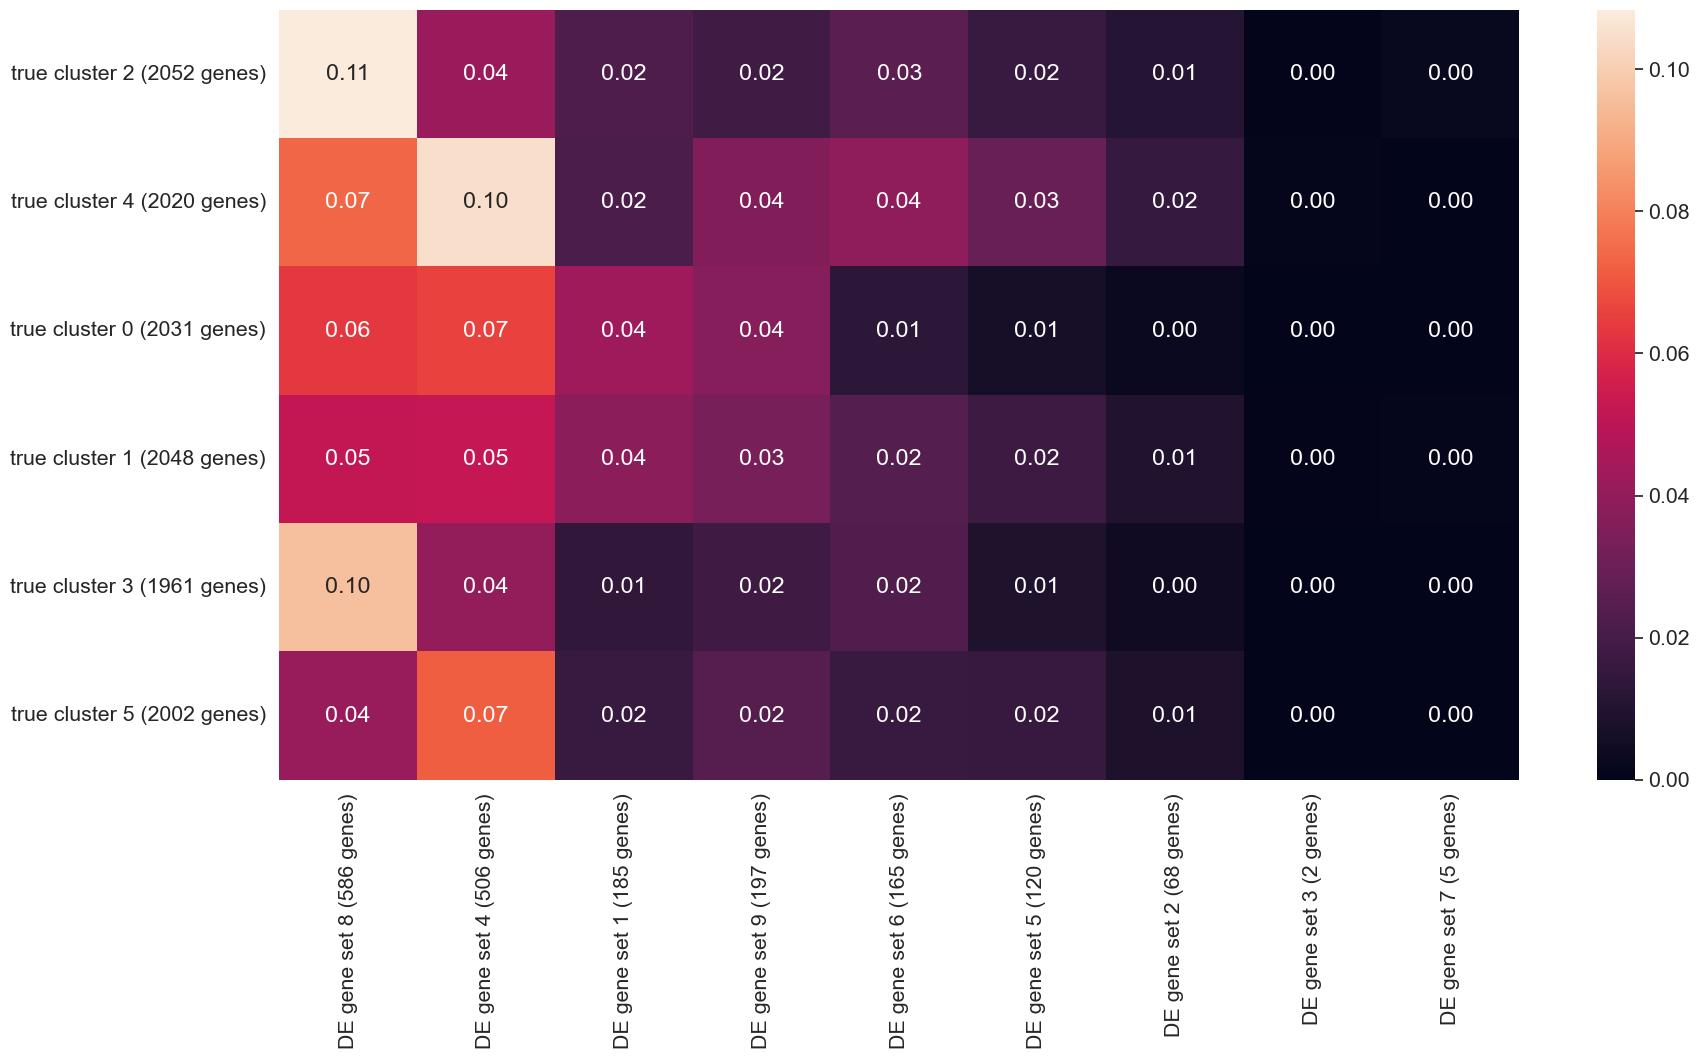 true cluster 2 (2052 genes) 0.11 0.04 0.02 0.02 0.03 0.02 0.01 0.00 0.00
true cluster 4 (2020 genes) 0.07 0.10 0.02 0.04 0.04 0.03 0.02 0.00 0.00
true cluster 0 (2031 genes) 0.06 0.07 0.04 0.04 0.01 0.01 0.00 0.00 0.00
true cluster 1 (2048 genes) 0.05 0.05 0.04 0.03 0.02 0.02 0.01 0.00 0.00
true cluster 3 (1961 genes) 0.10 0.04 0.01 0.02 0.02 0.01 0.00 0.00 0.00
true cluster 5 (2002 genes) 0.04 0.07 0.02 0.02 0.02 0.02 0.01 0.00 0.00
DE gene set 8 (586 genes)
DE gene set 4 (506 genes)
DE gene set 1 (185 genes)
DE gene set 9 (197 genes)
DE gene set 6 (165 genes)
DE gene set 5 (120 genes)
DE gene set 2 (68 genes)
DE gene set 3 (2 genes)
DE gene set 7 (5 genes)
0.10
0.08
0.06
0.04
0.02
0.00